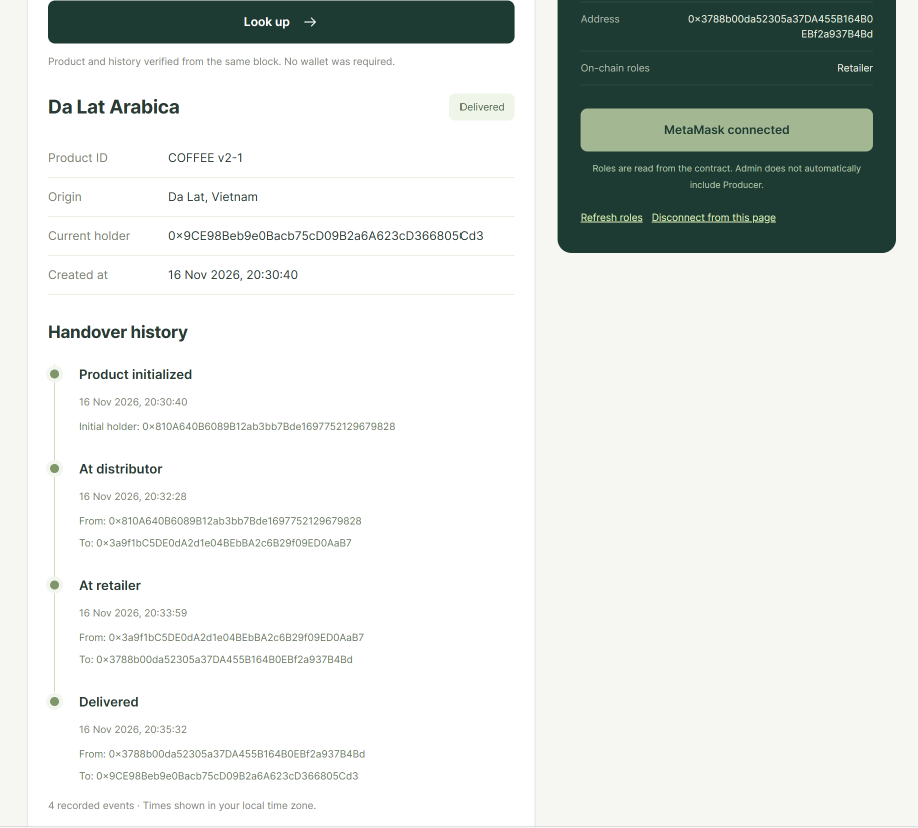 Look up →
Product and history verified from the same block. No wallet was required.
Da Lat Arabica
Delivered
Product ID COFFEE v2-1
Origin Da Lat, Vietnam
Current holder 0x9CE98Beb9e0Bacb75cD09B2a6A623cD366805Cd3
Created at 16 Nov 2026, 20:30:40
Handover history
Product initialized
16 Nov 2026, 20:30:40
Initial holder: 0x810A640B6089B12ab3bb7Bde1697752129679828
At distributor
16 Nov 2026, 20:32:28
From: 0x810A640B6089B12ab3bb7Bde1697752129679828
To: 0x3a9f1bC5DE0dA2d1e04BEbBA2c6B29f09ED0AaB7
At retailer
16 Nov 2026, 20:33:59
From: 0x3a9f1bC5DE0dA2d1e04BEbBA2c6B29f09ED0AaB7
To: 0x3788b00da52305a37DA455B164B0EBf2a937B4Bd
Delivered
16 Nov 2026, 20:35:32
From: 0x3788b00da52305a37DA455B164B0EBf2a937B4Bd
To: 0x9CE98Beb9e0Bacb75cD09B2a6A623cD366805Cd3
4 recorded events · Times shown in your local time zone.
Address 0x3788b00da52305a37DA455B164B0
EBf2a937B4Bd
On-chain roles Retailer
MetaMask connected
Roles are read from the contract. Admin does not automatically
include Producer.
Refresh roles Disconnect from this page